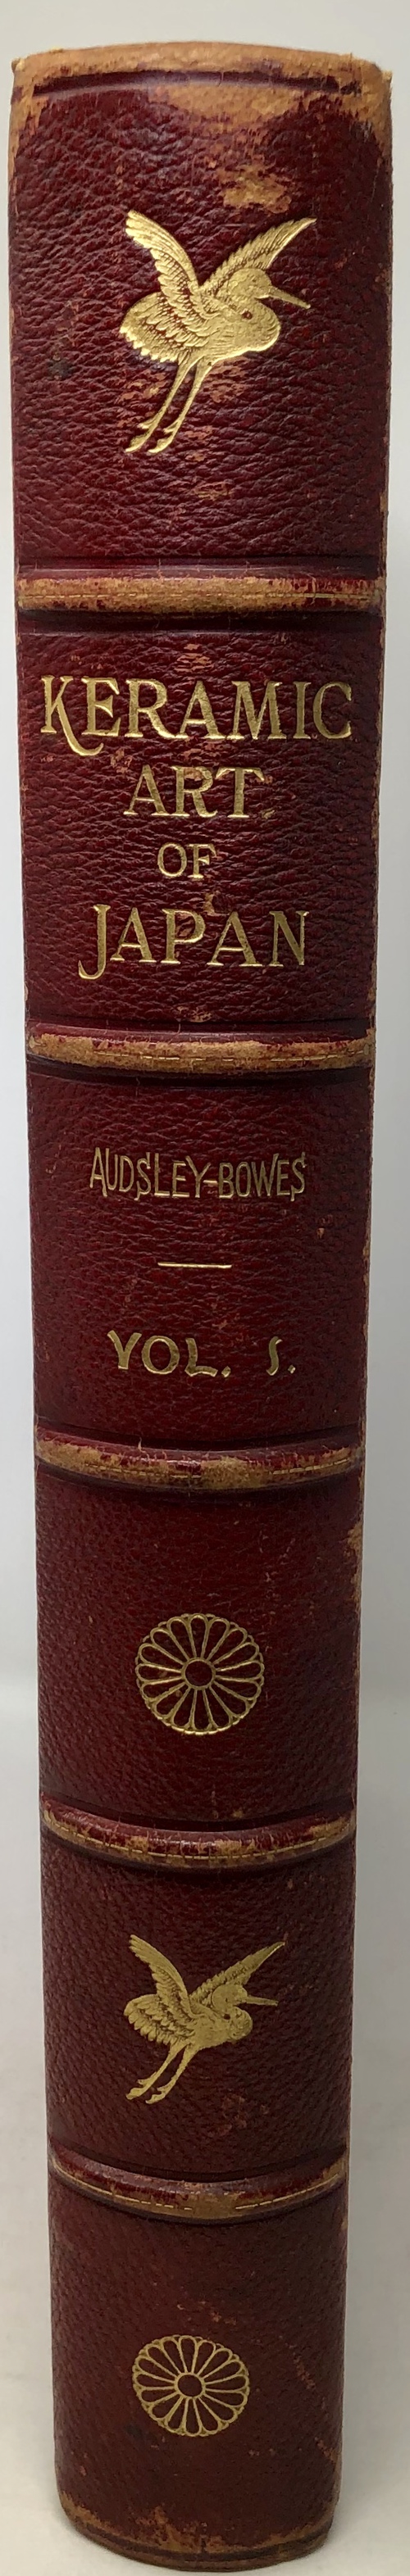 KERAMIC
ART
OF
JAPAN
AUDSLEY-BOWES
VOL. I.